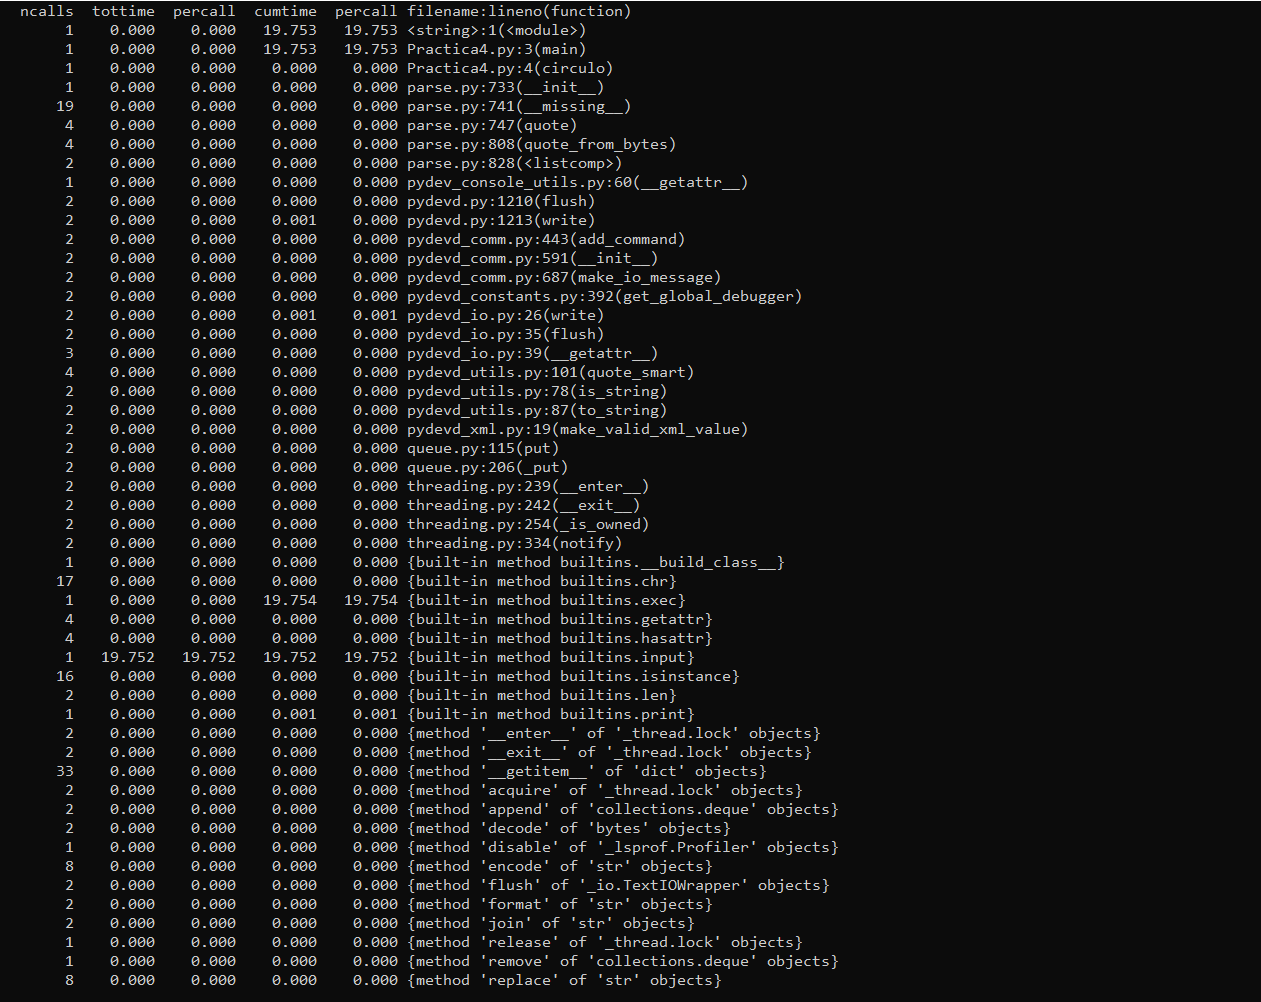 ncalls  tottime  percall  cumtime  percall filename:lineno(function)
     1    0.000    0.000   19.753   19.753 <string>:1(<module>)
     1    0.000    0.000   19.753   19.753 Practica4.py:3(main)
     1    0.000    0.000    0.000    0.000 Practica4.py:4(circulo)
     1    0.000    0.000    0.000    0.000 parse.py:733(__init__)
    19    0.000    0.000    0.000    0.000 parse.py:741(__missing__)
     4    0.000    0.000    0.000    0.000 parse.py:747(quote)
     4    0.000    0.000    0.000    0.000 parse.py:808(quote_from_bytes)
     2    0.000    0.000    0.000    0.000 parse.py:828(<listcomp>)
     1    0.000    0.000    0.000    0.000 pydev_console_utils.py:60(__getattr__)
     2    0.000    0.000    0.000    0.000 pydevd.py:1210(flush)
     2    0.000    0.000    0.001    0.000 pydevd.py:1213(write)
     2    0.000    0.000    0.000    0.000 pydevd_comm.py:443(add_command)
     2    0.000    0.000    0.000    0.000 pydevd_comm.py:591(__init__)
     2    0.000    0.000    0.000    0.000 pydevd_comm.py:687(make_io_message)
     2    0.000    0.000    0.000    0.000 pydevd_constants.py:392(get_global_debugger)
     2    0.000    0.000    0.001    0.001 pydevd_io.py:26(write)
     2    0.000    0.000    0.000    0.000 pydevd_io.py:35(flush)
     3    0.000    0.000    0.000    0.000 pydevd_io.py:39(__getattr__)
     4    0.000    0.000    0.000    0.000 pydevd_utils.py:101(quote_smart)
     2    0.000    0.000    0.000    0.000 pydevd_utils.py:78(is_string)
     2    0.000    0.000    0.000    0.000 pydevd_utils.py:87(to_string)
     2    0.000    0.000    0.000    0.000 pydevd_xml.py:19(make_valid_xml_value)
     2    0.000    0.000    0.000    0.000 queue.py:115(put)
     2    0.000    0.000    0.000    0.000 queue.py:206(_put)
     2    0.000    0.000    0.000    0.000 threading.py:239(__enter__)
     2    0.000    0.000    0.000    0.000 threading.py:242(__exit__)
     2    0.000    0.000    0.000    0.000 threading.py:254(_is_owned)
     2    0.000    0.000    0.000    0.000 threading.py:334(notify)
     1    0.000    0.000    0.000    0.000 {built-in method builtins.__build_class__}
    17    0.000    0.000    0.000    0.000 {built-in method builtins.chr}
     1    0.000    0.000   19.754   19.754 {built-in method builtins.exec}
     4    0.000    0.000    0.000    0.000 {built-in method builtins.getattr}
     4    0.000    0.000    0.000    0.000 {built-in method builtins.hasattr}
     1   19.752   19.752   19.752   19.752 {built-in method builtins.input}
    16    0.000    0.000    0.000    0.000 {built-in method builtins.isinstance}
     2    0.000    0.000    0.000    0.000 {built-in method builtins.len}
     1    0.000    0.000    0.001    0.001 {built-in method builtins.print}
     2    0.000    0.000    0.000    0.000 {method '__enter__' of '_thread.lock' objects}
     2    0.000    0.000    0.000    0.000 {method '__exit__' of '_thread.lock' objects}
    33    0.000    0.000    0.000    0.000 {method '__getitem__' of 'dict' objects}
     2    0.000    0.000    0.000    0.000 {method 'acquire' of '_thread.lock' objects}
     2    0.000    0.000    0.000    0.000 {method 'append' of 'collections.deque' objects}
     2    0.000    0.000    0.000    0.000 {method 'decode' of 'bytes' objects}
     1    0.000    0.000    0.000    0.000 {method 'disable' of '_lsprof.Profiler' objects}
     8    0.000    0.000    0.000    0.000 {method 'encode' of 'str' objects}
     2    0.000    0.000    0.000    0.000 {method 'flush' of '_io.TextIOWrapper' objects}
     2    0.000    0.000    0.000    0.000 {method 'format' of 'str' objects}
     2    0.000    0.000    0.000    0.000 {method 'join' of 'str' objects}
     1    0.000    0.000    0.000    0.000 {method 'release' of '_thread.lock' objects}
     1    0.000    0.000    0.000    0.000 {method 'remove' of 'collections.deque' objects}
     8    0.000    0.000    0.000    0.000 {method 'replace' of 'str' objects}